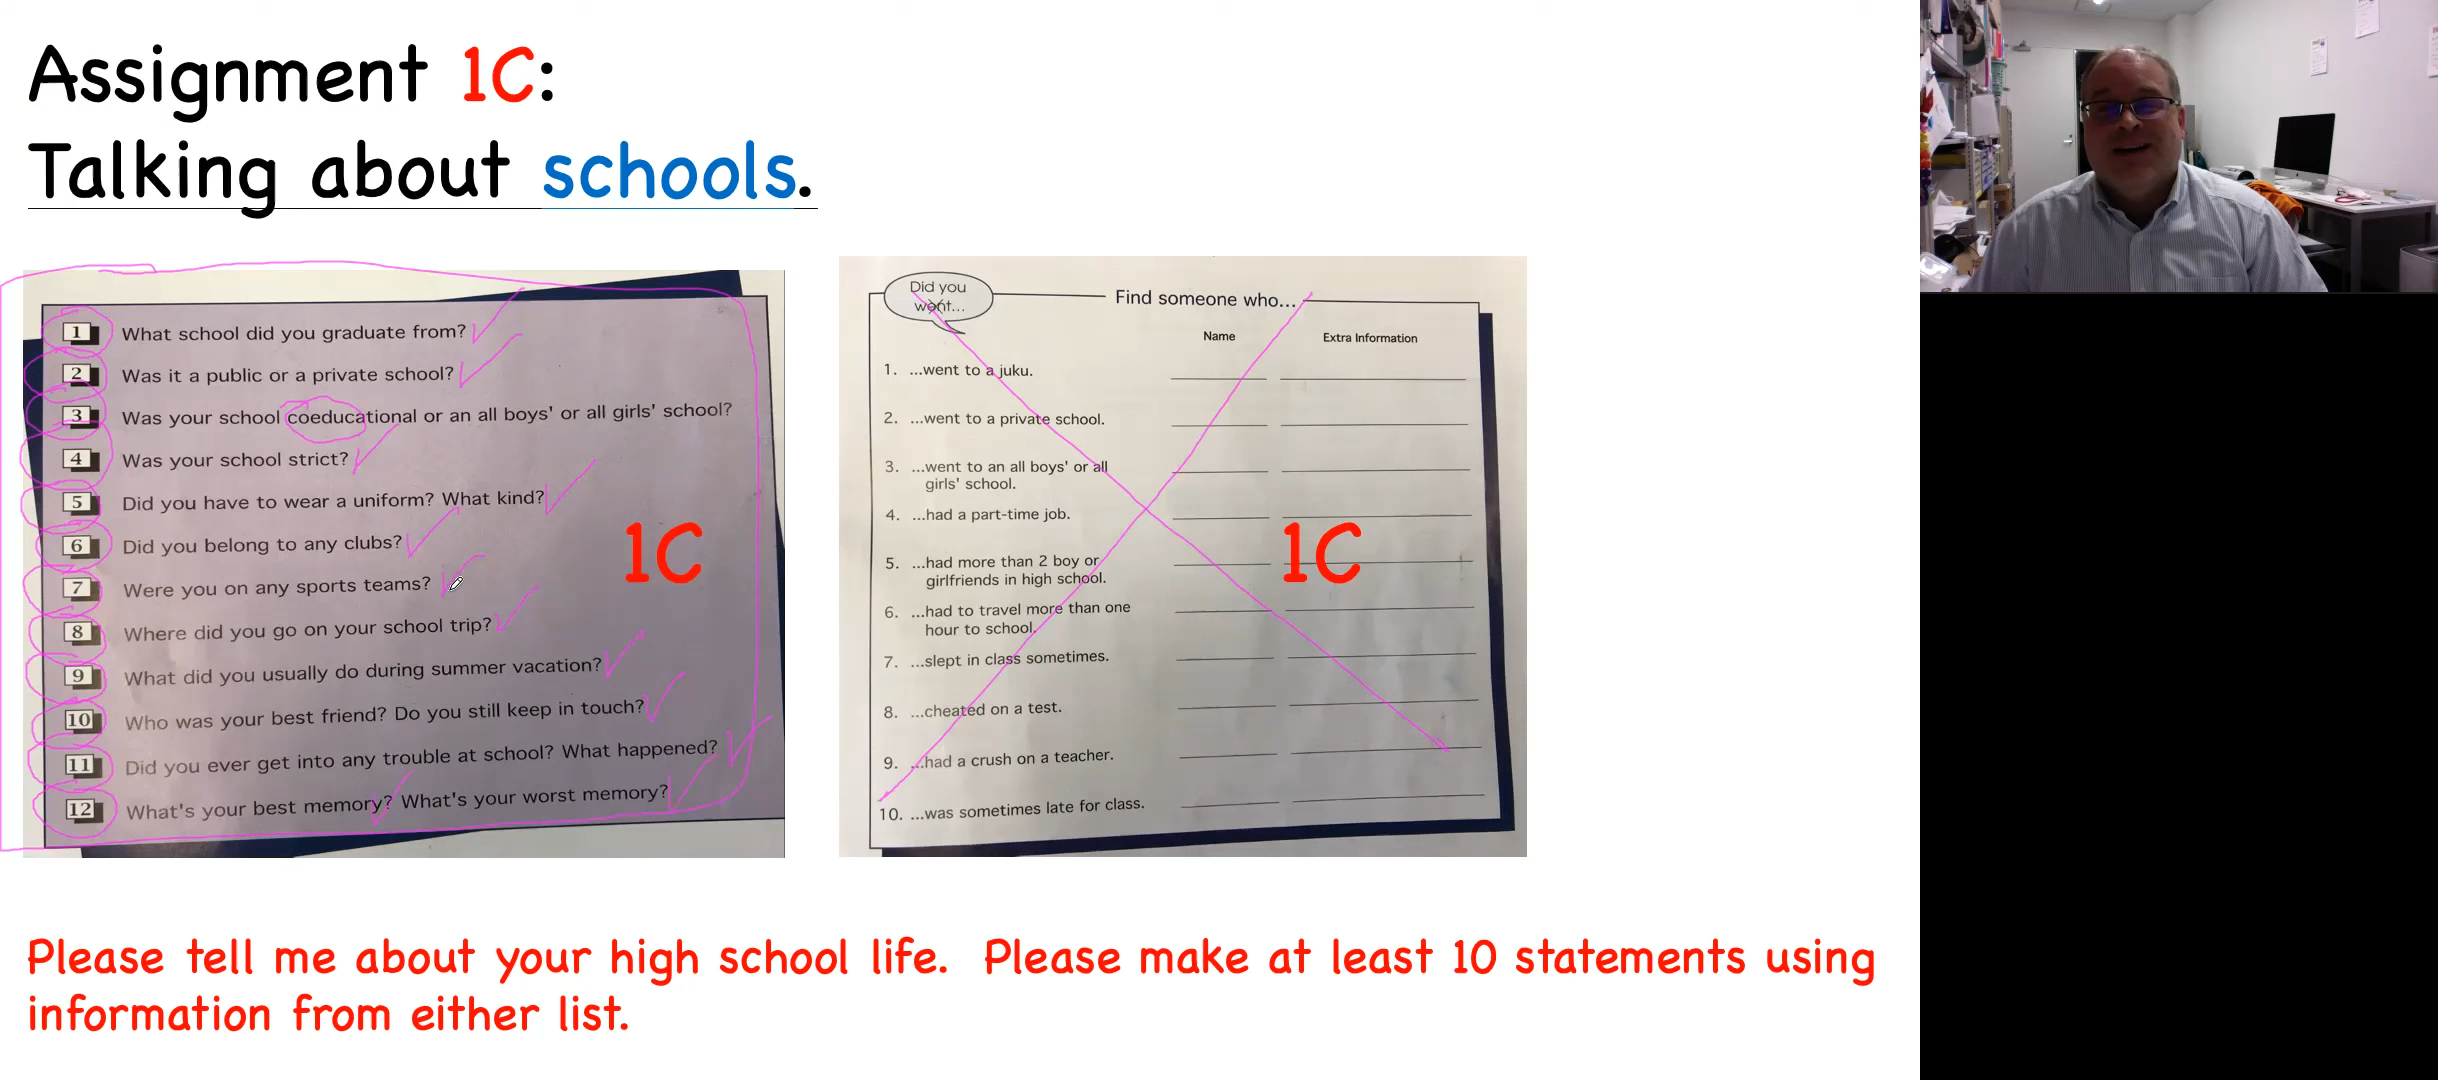 Assignment 1C:
Talking about schools.
1 What school did you graduate from?
2 Was it a public or a private school?
3 Was your school coeducational or an all boys' or all girls' school?
4 Was your school strict?
5 Did you have to wear a uniform? What kind?
6 Did you belong to any clubs?
7 Were you on any sports teams?
8 Where did you go on your school trip?
9 What did you usually do during summer vacation?
10 Who was your best friend? Do you still keep in touch?
11 Did you ever get into any trouble at school? What happened?
12 What's your best memory? What's your worst memory?
1C
Did you
went...
Find someone who...
Name Extra Information
1. ...went to a juku.
2. ...went to a private school.
3. ...went to an all boys' or all
girls' school.
4. ...had a part-time job.
5. ...had more than 2 boy or
girlfriends in high school.
6. ...had to travel more than one
hour to school.
7. ...slept in class sometimes.
8. ...cheated on a test.
9. ...had a crush on a teacher.
10. ...was sometimes late for class.
1C
Please tell me about your high school life. Please make at least 10 statements using
information from either list.